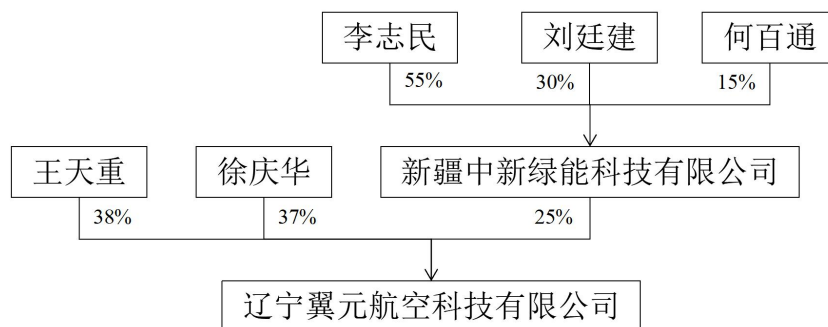 李志民 刘廷建 何百通
55% 30% 15%
王天重 徐庆华 新疆中新绿能科技有限公司
38% 37% 25%
辽宁翼元航空科技有限公司